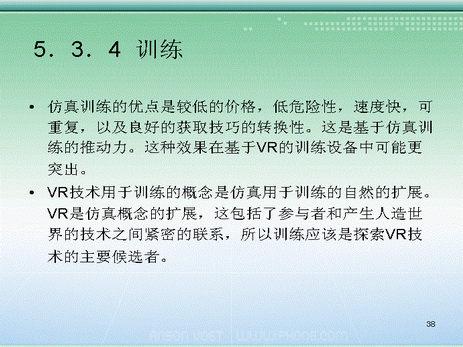 5．3．4 训练
• 仿真训练的优点是较低的价格，低危险性，速度快，可
重复，以及良好的获取技巧的转换性。这是基于仿真训
练的推动力。这种效果在基于VR的训练设备中可能更
突出。
• VR技术用于训练的概念是仿真用于训练的自然的扩展。
VR是仿真概念的扩展，这包括了参与者和产生人造世
界的技术之间紧密的联系，所以训练应该是探索VR技
术的主要候选者。
38